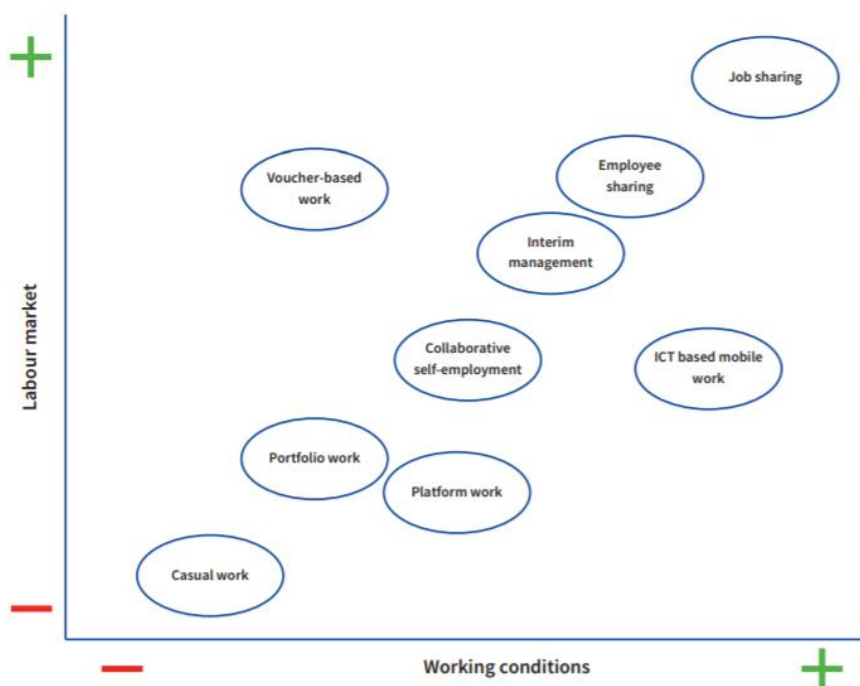 Job sharing
Employee
sharing
Voucher-based
work
Interim
management
Collaborative
self-employment
ICT based mobile
work
Portfolio work
Platform work
Casual work
Labour market
Working conditions